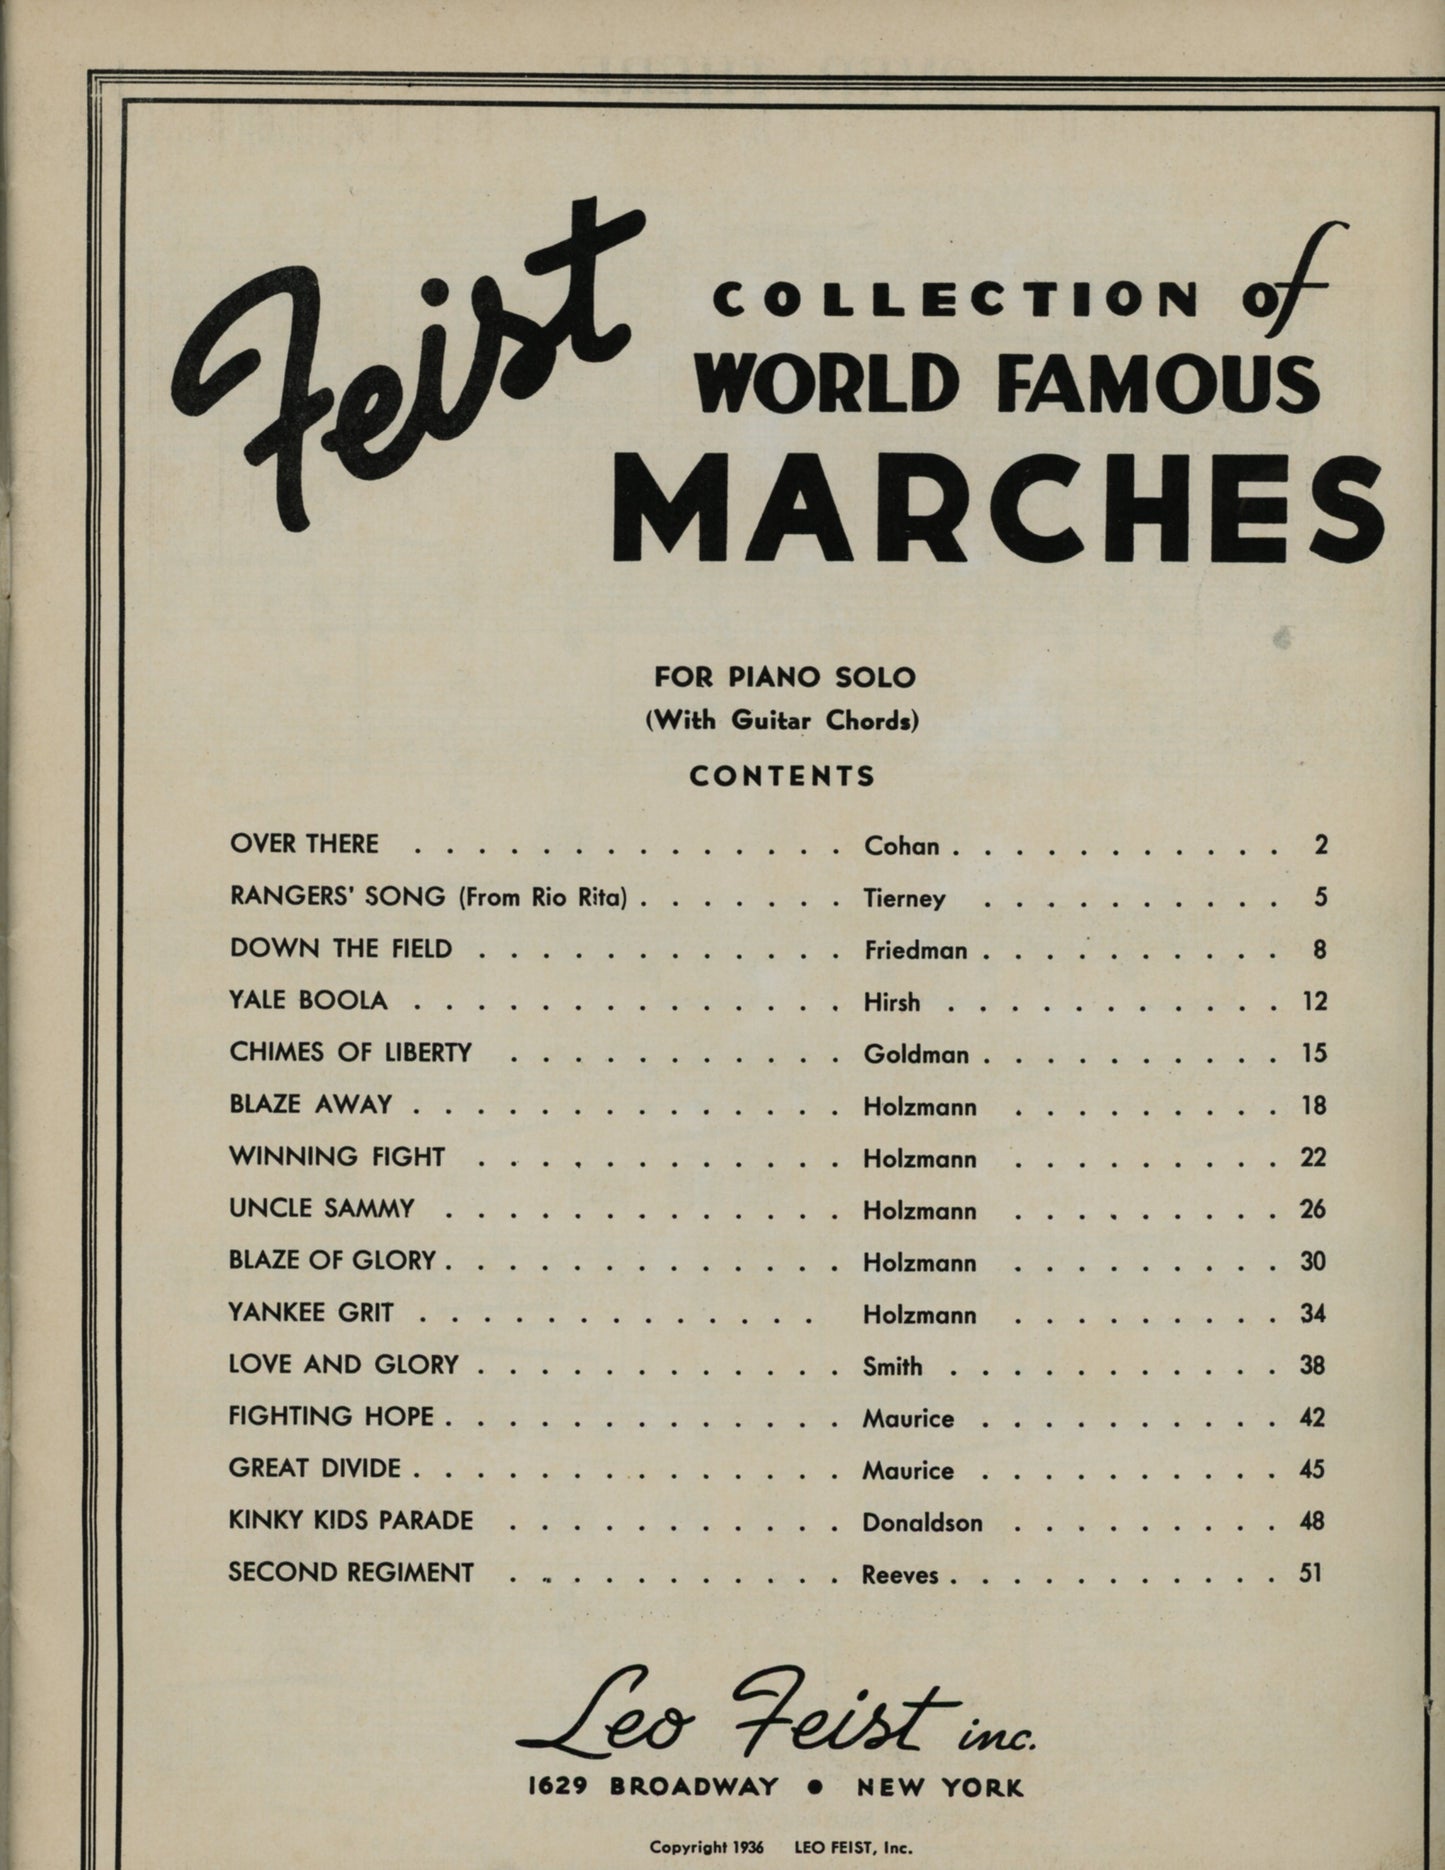 Feist COLLECTION of
WORLD FAMOUS
MARCHES
FOR PIANO SOLO
(With Guitar Chords)
CONTENTS
OVER THERE . . . . . . . . . . . . . . Cohan . . . . . . . . . . . 2
RANGERS' SONG (From Rio Rita) . . . . . . . Tierney . . . . . . . . . . 5
DOWN THE FIELD . . . . . . . . . . . . Friedman . . . . . . . . . . 8
YALE BOOLA . . . . . . . . . . . . . . Hirsh . . . . . . . . . . . 12
CHIMES OF LIBERTY . . . . . . . . . . . Goldman . . . . . . . . . . 15
BLAZE AWAY . . . . . . . . . . . . . . Holzmann . . . . . . . . . 18
WINNING FIGHT . . . . . . . . . . . . Holzmann . . . . . . . . . 22
UNCLE SAMMY . . . . . . . . . . . . . Holzmann . . . . . . . . . 26
BLAZE OF GLORY . . . . . . . . . . . . . Holzmann . . . . . . . . . 30
YANKEE GRIT . . . . . . . . . . . . . Holzmann . . . . . . . . . 34
LOVE AND GLORY . . . . . . . . . . . . Smith . . . . . . . . . . . 38
FIGHTING HOPE . . . . . . . . . . . . . Maurice . . . . . . . . . . 42
GREAT DIVIDE . . . . . . . . . . . . . . Maurice . . . . . . . . . . 45
KINKY KIDS PARADE . . . . . . . . . . . Donaldson . . . . . . . . . 48
SECOND REGIMENT . . . . . . . . . . . Reeves . . . . . . . . . . . 51
Leo Feist inc.
1629 BROADWAY • NEW YORK
Copyright 1936 LEO FEIST, Inc.